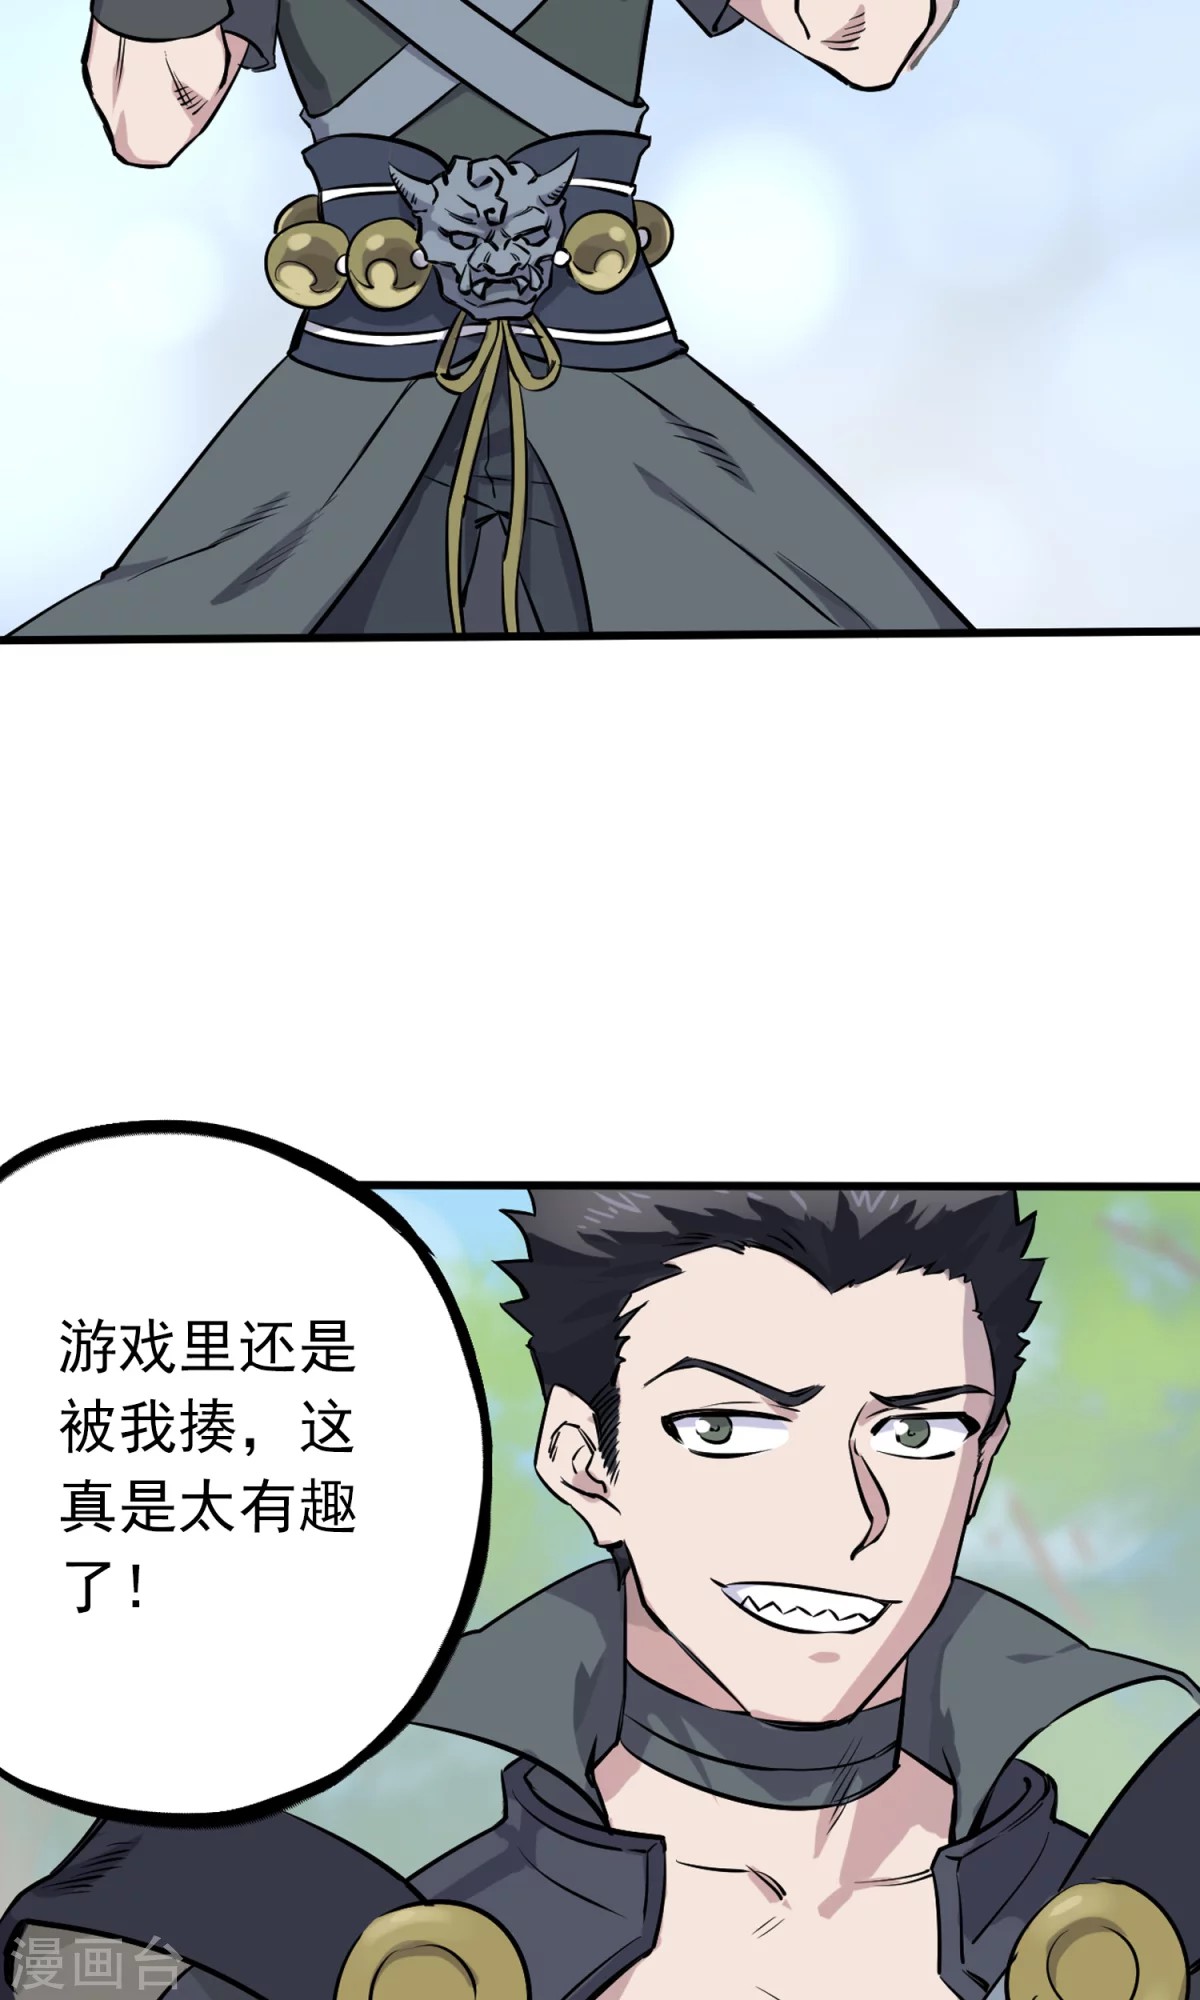 游戏里还是
被我揍，这
真是太有趣
了！
漫画台